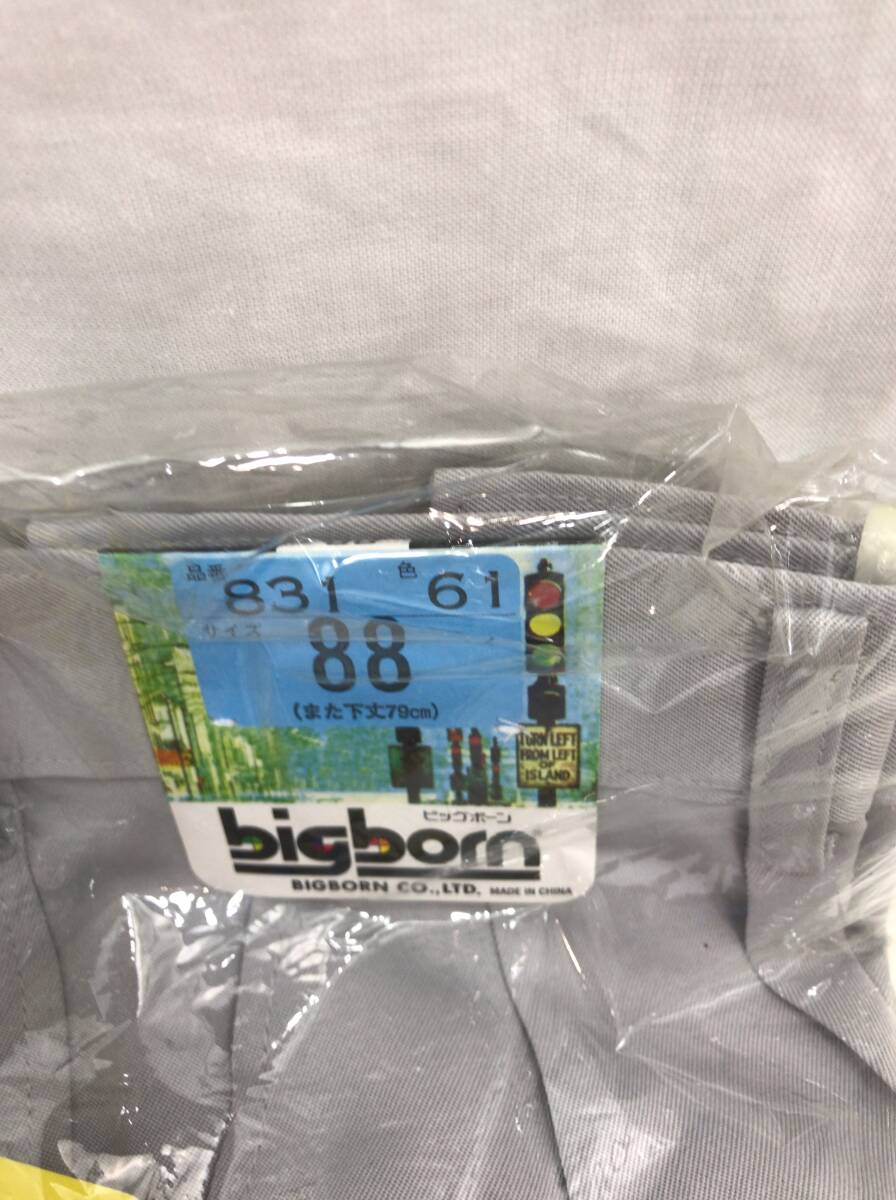 品番 831 色 61
サイズ 88
(また下丈79cm)
TURN LEFT
FROM LEFT
OF
ISLAND
ビッグボーン
bigborn
BIGBORN CO.,LTD. MADE IN CHINA